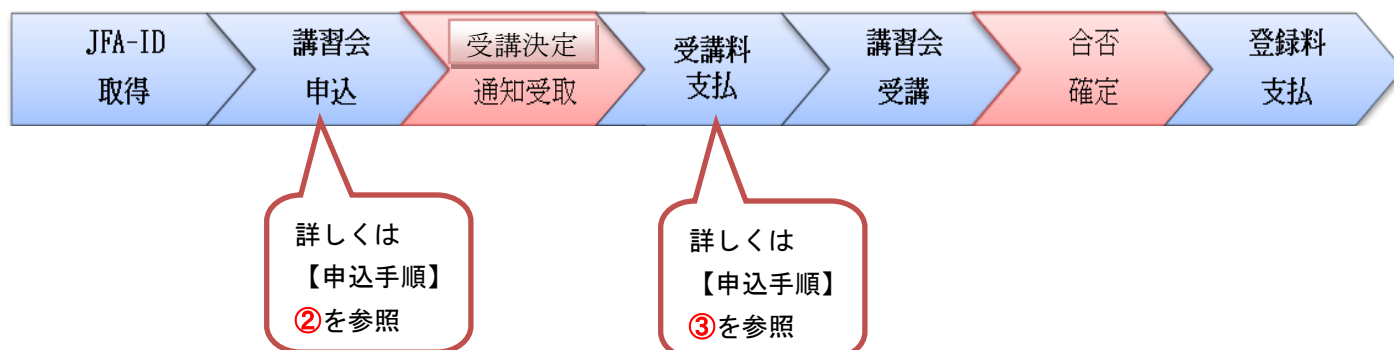 JFA-ID
取得
講習会
申込
受講決定
通知受取
受講料
支払
講習会
受講
合否
確定
登録料
支払
詳しくは
【申込手順】
②を参照
詳しくは
【申込手順】
③を参照